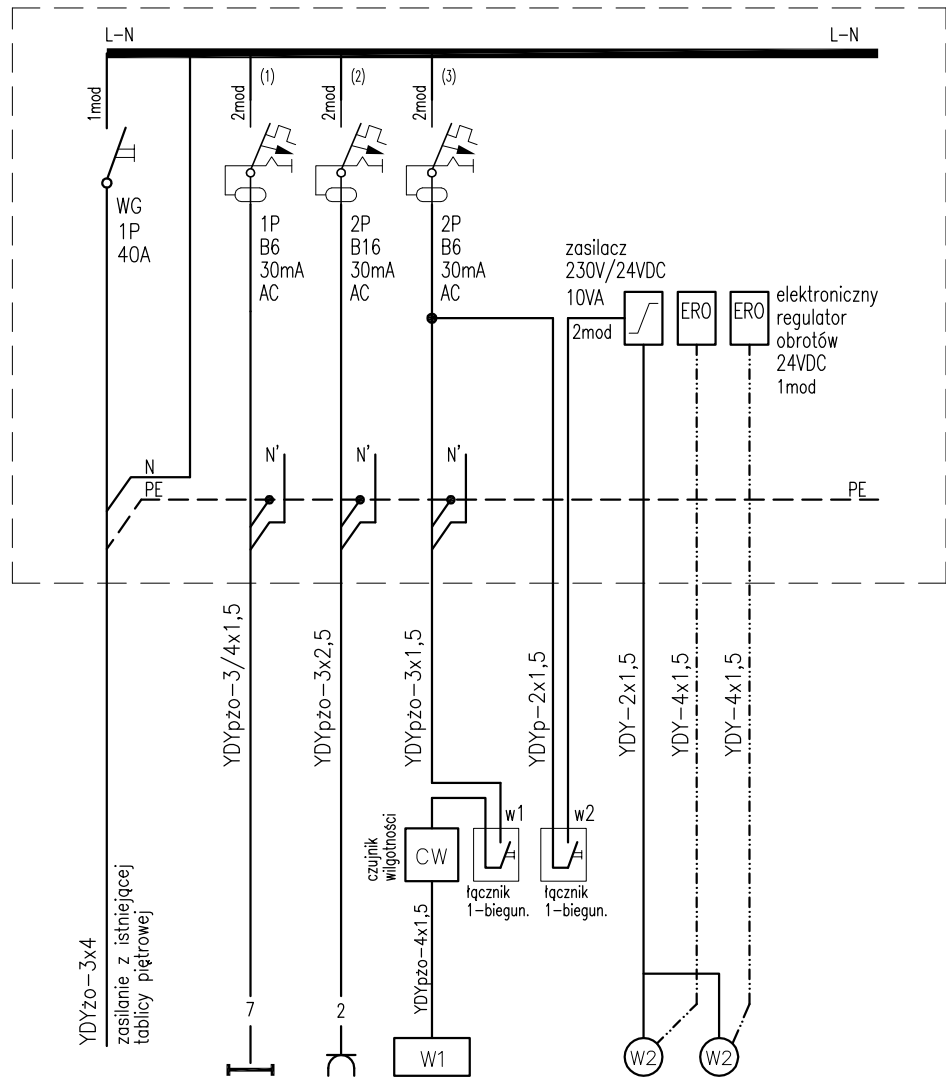 L-N
L-N
1mod
2mod
(1)
2mod
(2)
2mod
(3)
WG
1P
40A
1P
B6
30mA
AC
2P
B16
30mA
AC
2P
B6
30mA
AC
zasilacz
230V/24VDC
10VA
2mod
ERO
ERO
elektroniczny
regulator
obrotów
24VDC
1mod
N
PE
N'
N'
N'
PE
YDYpżo-3/4x1,5
YDYpżo-3x2,5
YDYpżo-3x1,5
YDYp-2x1,5
YDY-2x1,5
YDY-4x1,5
YDY-4x1,5
czujnik
wilgotności
CW
w1
łącznik
1-biegun.
w2
łącznik
1-biegun.
YDYżo-3x4
zasilanie z istniejącej
tablicy piętrowej
YDYpżo-4x1,5
7
2
W1
W2
W2